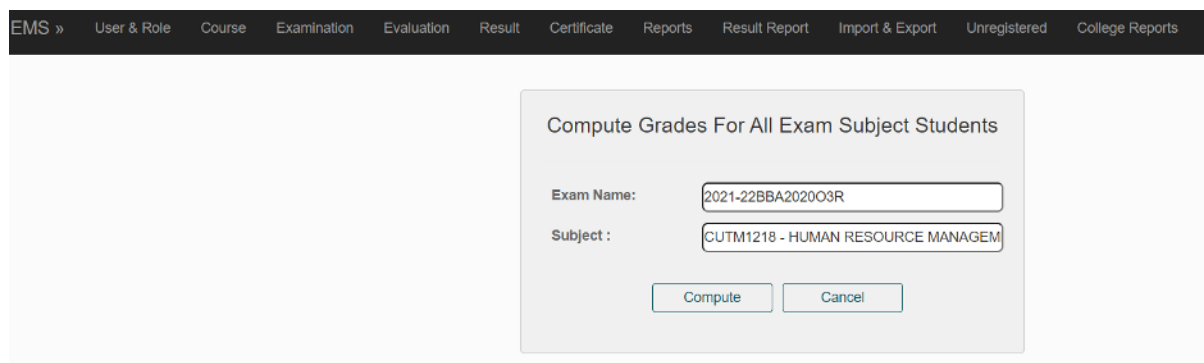 EMS » User & Role Course Examination Evaluation Result Certificate Reports Result Report Import & Export Unregistered College Reports
Compute Grades For All Exam Subject Students
Exam Name: 2021-22BBA2020O3R
Subject : CUTM1218 - HUMAN RESOURCE MANAGEM
Compute Cancel